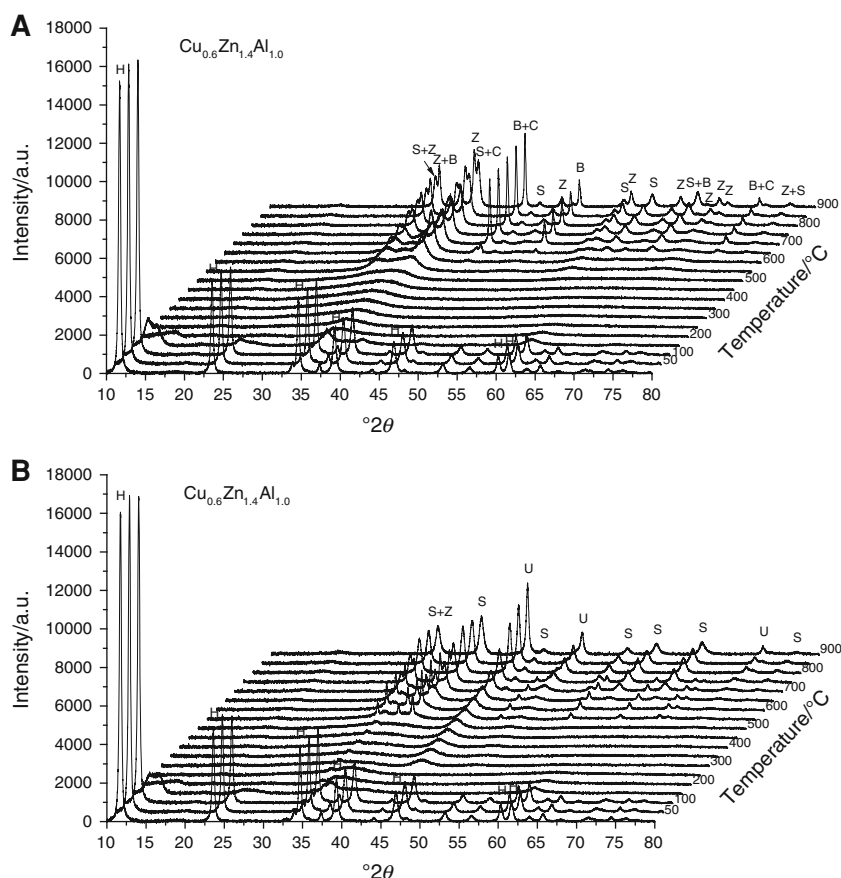 A
Cu0.6Zn1.4Al1.0
18000
16000
14000
12000
10000
8000
6000
4000
2000
0
Intensity/a.u.
H
H
H
H
H
H H
S+Z
Z+B
Z
S+C
B+C
S
Z
B
S
Z
S
Z
S+B
Z
Z
Z
B+C
Z+S
900
800
700
600
500
400
300
200
100
50
Temperature/°C
10 15 20 25 30 35 40 45 50 55 60 65 70 75 80
°2θ
B
Cu0.6Zn1.4Al1.0
18000
16000
14000
12000
10000
8000
6000
4000
2000
0
Intensity/a.u.
H
H
H
H
H
H H
S+Z
S
U
S
U
S
S
S
U
S
900
800
700
600
500
400
300
200
100
50
Temperature/°C
10 15 20 25 30 35 40 45 50 55 60 65 70 75 80
°2θ